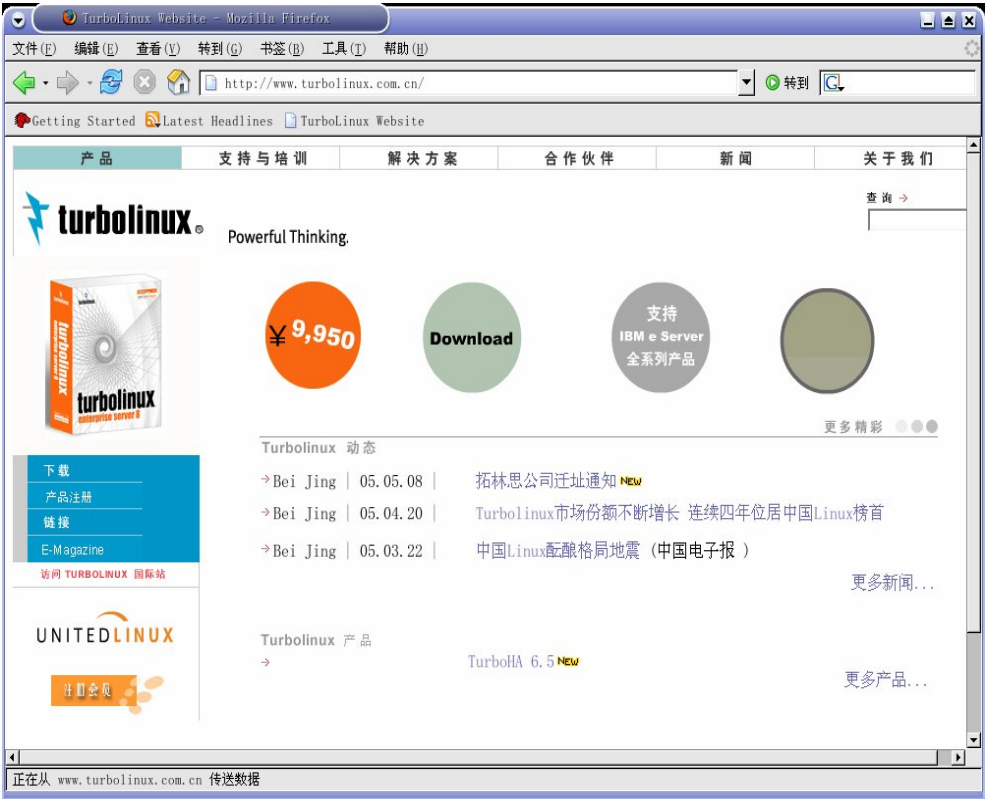 TurboLinux Website - Mozilla Firefox
文件(F) 编辑(E) 查看(V) 转到(G) 书签(B) 工具(T) 帮助(H)
http://www.turbolinux.com.cn/ 转到 G
Getting Started Latest Headlines TurboLinux Website
产品 支持与培训 解决方案 合作伙伴 新闻 关于我们
查询
turbolinux®
Powerful Thinking.
turbolinux
turbolinux
enterprise server 8
¥9,950
Download
支持
IBM e Server
全系列产品
更多精彩
Turbolinux 动态
Bei Jing | 05.05.08 | 拓林思公司迁址通知 NEW
Bei Jing | 05.04.20 | Turbolinux市场份额不断增长 连续四年位居中国Linux榜首
Bei Jing | 05.03.22 | 中国Linux酝酿格局地震 (中国电子报 )
更多新闻...
下载
产品注册
链接
E-Magazine
访问 TURBOLINUX 国际站
UNITEDLINUX
注册会员
Turbolinux 产品
TurboHA 6.5 NEW
更多产品...
正在从 www.turbolinux.com.cn 传送数据